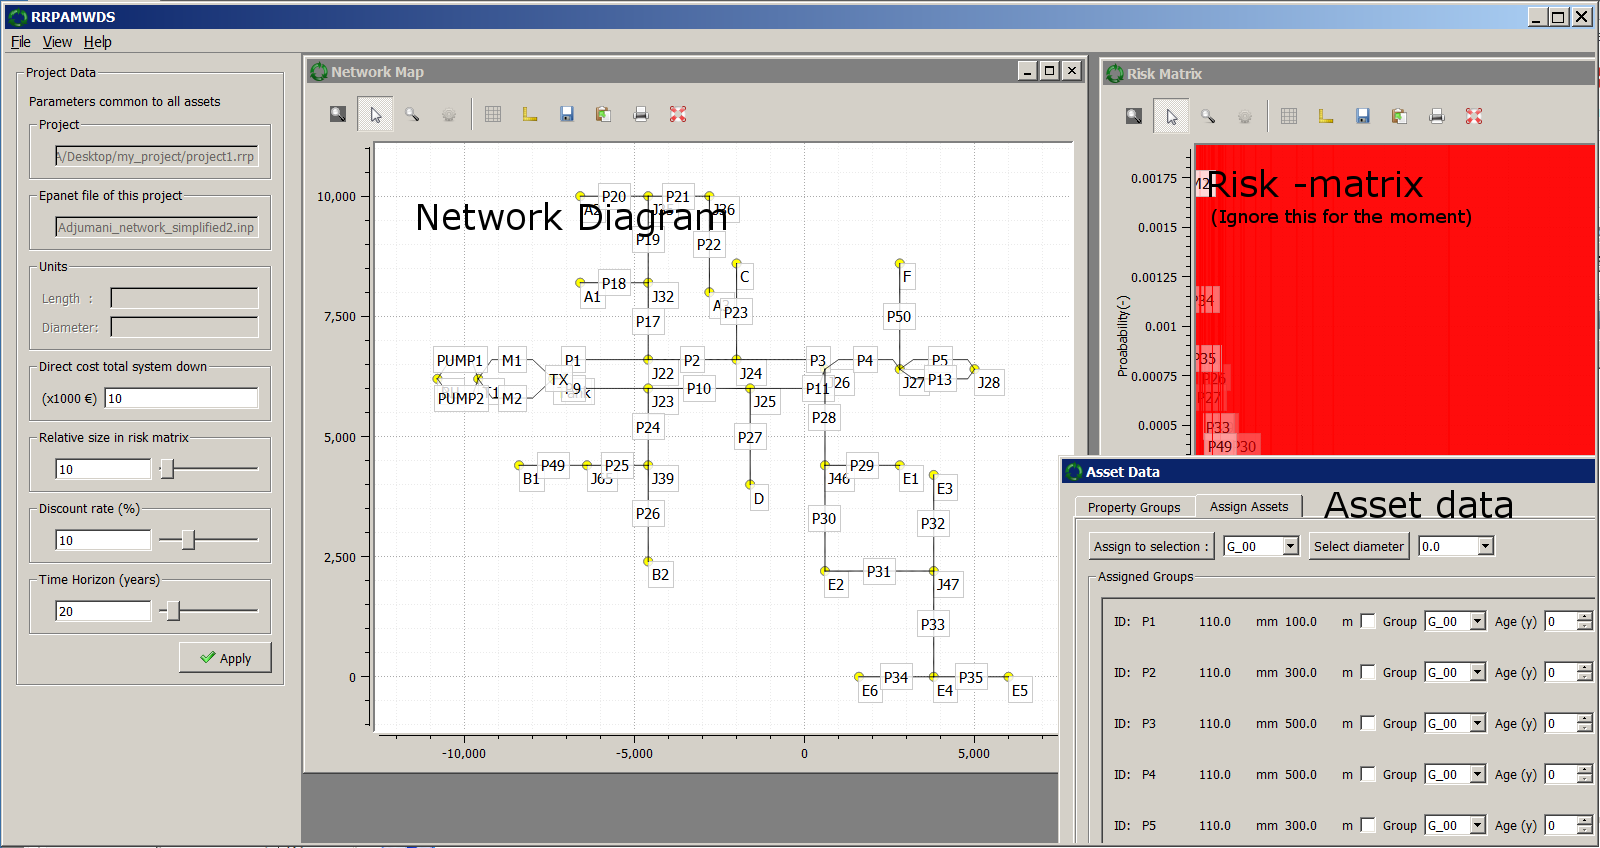 RRPAMWDS
File View Help
Project Data
Parameters common to all assets
Project
A/Desktop/my_project/project1.rrp
Epanet file of this project
Adjumani_network_simplified2.inp
Units
Length :
Diameter:
Direct cost total system down
(x1000 €) 10
Relative size in risk matrix
10
Discount rate (%)
10
Time Horizon (years)
20
Apply
Network Map
Network Diagram
10,000
7,500
5,000
2,500
0
-10,000 -5,000 0 5,000
P20 P21
A2 J36
P19 P22
C F
P18
A1 J32
P23 P50
P17
PUMP1 M1 P1 P2 P3 P4 P5
J22 J24
TX J27 P13 J28
PUMP2 M2 P10 P11
J23 J25
P28
P24 P27
P49 P25 P29
B1 J39 D J46 E1
E3
P26 P30 P32
B2 E2 P31 J47
P33
P34 P35
E6 E4 E5
Risk Matrix
Risk -matrix
(Ignore this for the moment)
Proabability(-)
0.00175
0.0015
0.00125
0.001
0.00075
0.0005
P34
P35
P26
P27
P33
P49 P30
Asset Data
Asset data
Property Groups Assign Assets
Assign to selection : G_00 Select diameter 0.0
Assigned Groups
ID: P1 110.0 mm 100.0 m Group G_00 Age (y) 0
ID: P2 110.0 mm 300.0 m Group G_00 Age (y) 0
ID: P3 110.0 mm 500.0 m Group G_00 Age (y) 0
ID: P4 110.0 mm 500.0 m Group G_00 Age (y) 0
ID: P5 110.0 mm 300.0 m Group G_00 Age (y) 0